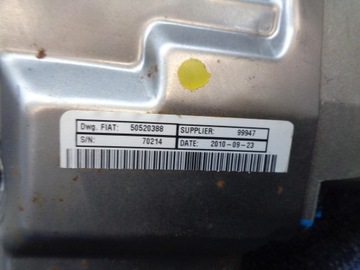 Dwg. FIAT: 50520388 SUPPLIER: 99947
S/N: 70214 DATE: 2010-09-23